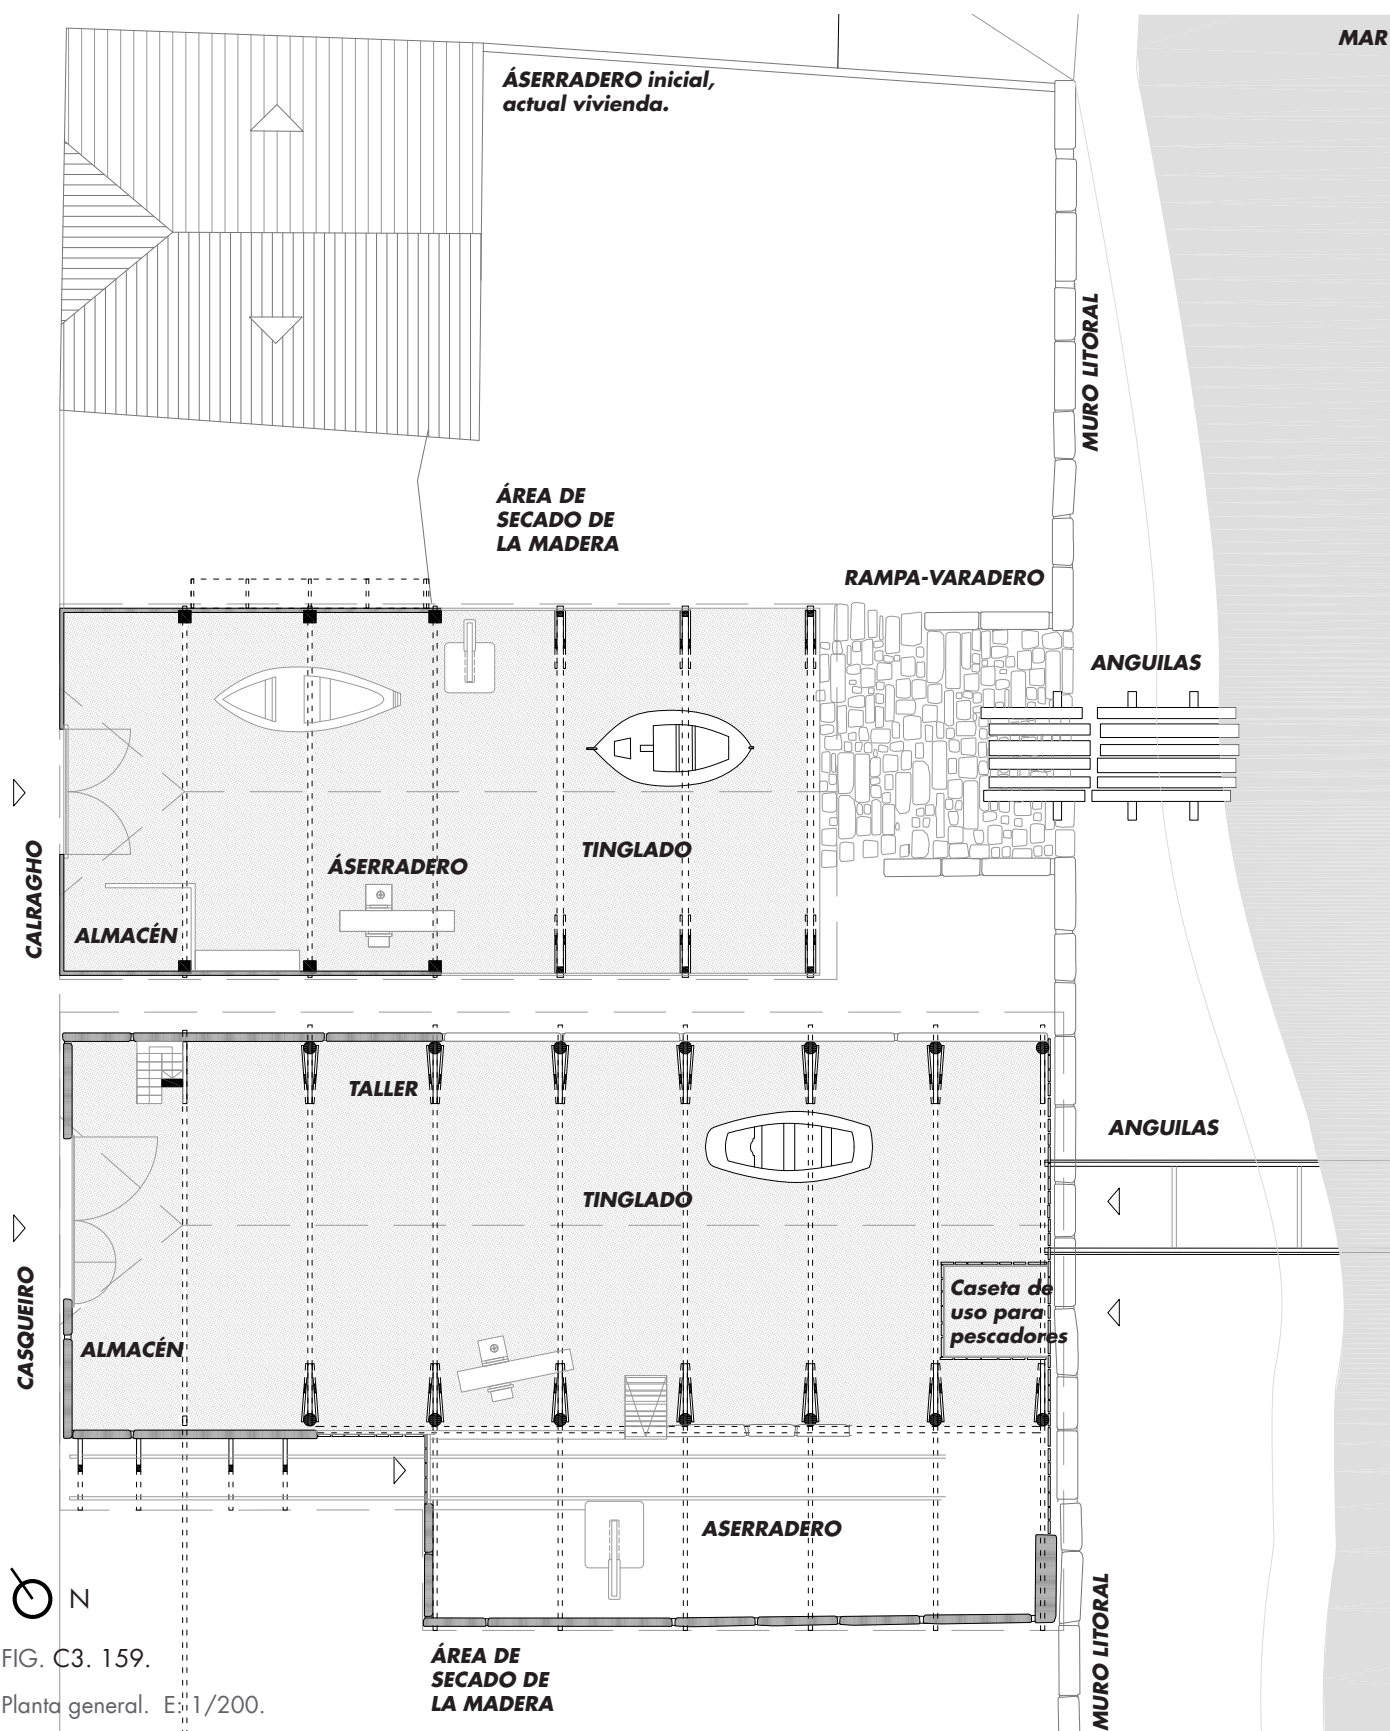 MAR
ÁSERRADERO inicial,
actual vivienda.
MURO LITORAL
ÁREA DE
SECADO DE
LA MADERA
RAMPA-VARADERO
ANGUILAS
CALRAGHO
ÁSERRADERO
TINGLADO
ALMACÉN
TALLER
ANGUILAS
TINGLADO
CASQUEIRO
Caseta de
uso para
pescadores
ALMACÉN
ASERRADERO
N
MURO LITORAL
ÁREA DE
SECADO DE
LA MADERA
FIG. C3. 159.
Planta general. E: 1/200.